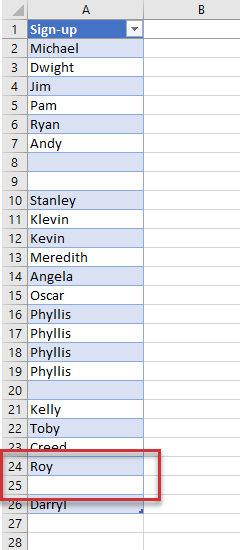 A B
1 Sign-up
2 Michael
3 Dwight
4 Jim
5 Pam
6 Ryan
7 Andy
8
9
10 Stanley
11 Klevin
12 Kevin
13 Meredith
14 Angela
15 Oscar
16 Phyllis
17 Phyllis
18 Phyllis
19 Phyllis
20
21 Kelly
22 Toby
23 Creed
24 Roy
25
26 Darryl
27
28